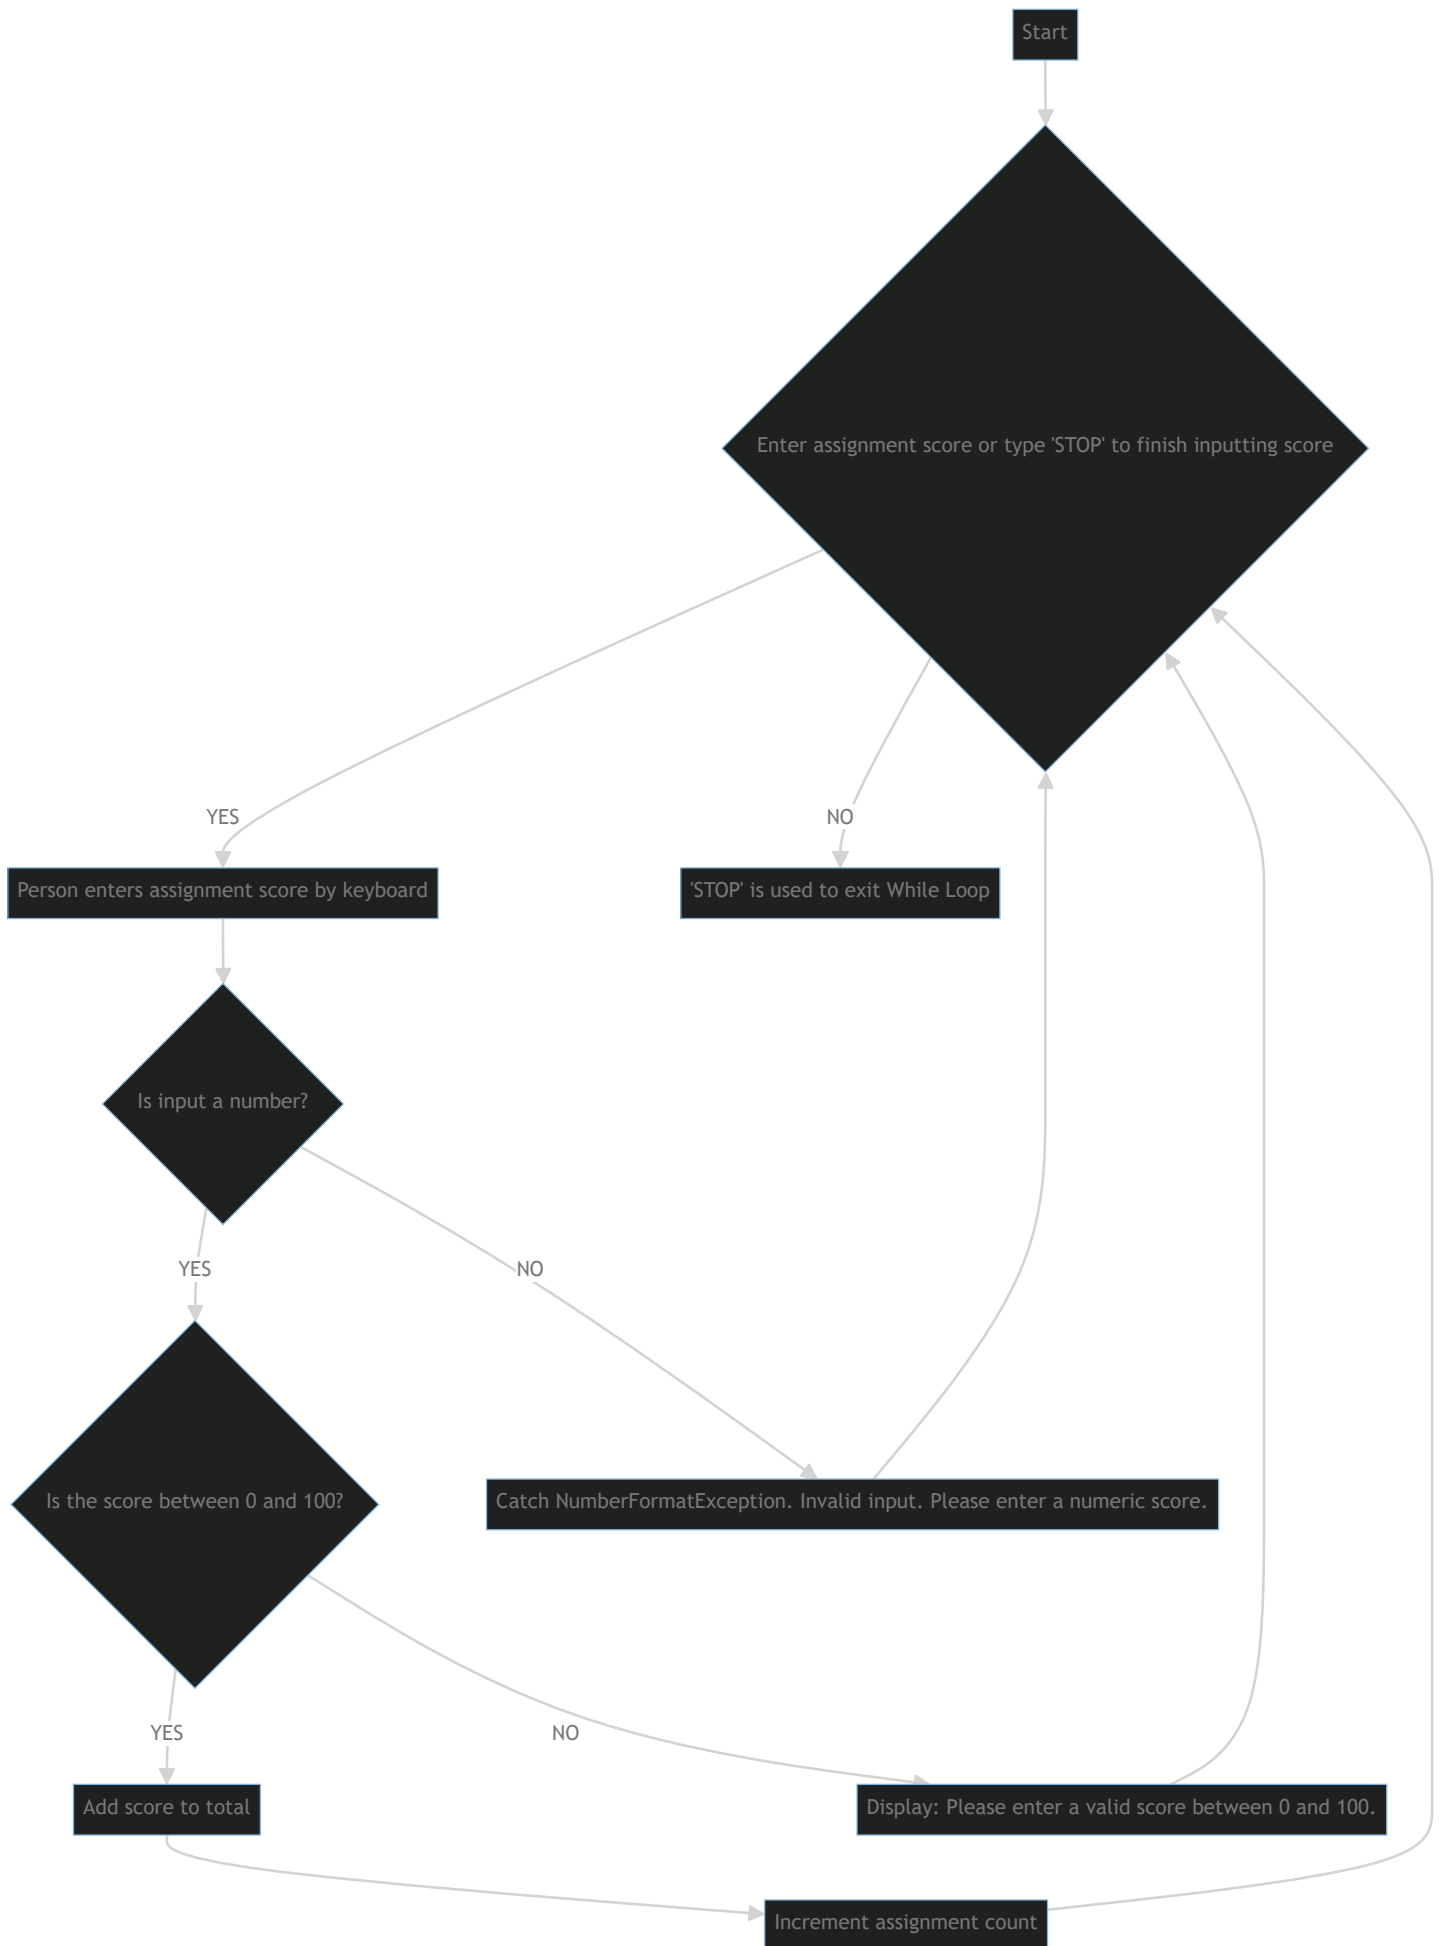 Start
Enter assignment score or type 'STOP' to finish inputting score
YES
NO
Person enters assignment score by keyboard
'STOP' is used to exit While Loop
Is input a number?
YES
NO
Is the score between 0 and 100?
Catch NumberFormatException. Invalid input. Please enter a numeric score.
YES
NO
Add score to total
Display: Please enter a valid score between 0 and 100.
Increment assignment count